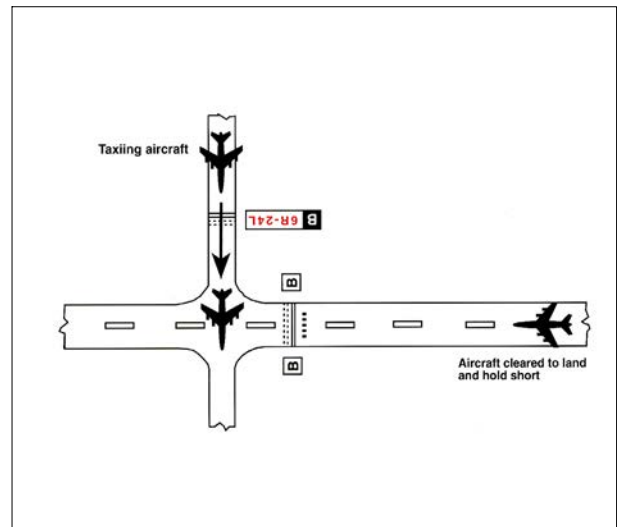 Taxiing aircraft
6R-24L B
B
B
Aircraft cleared to land
and hold short